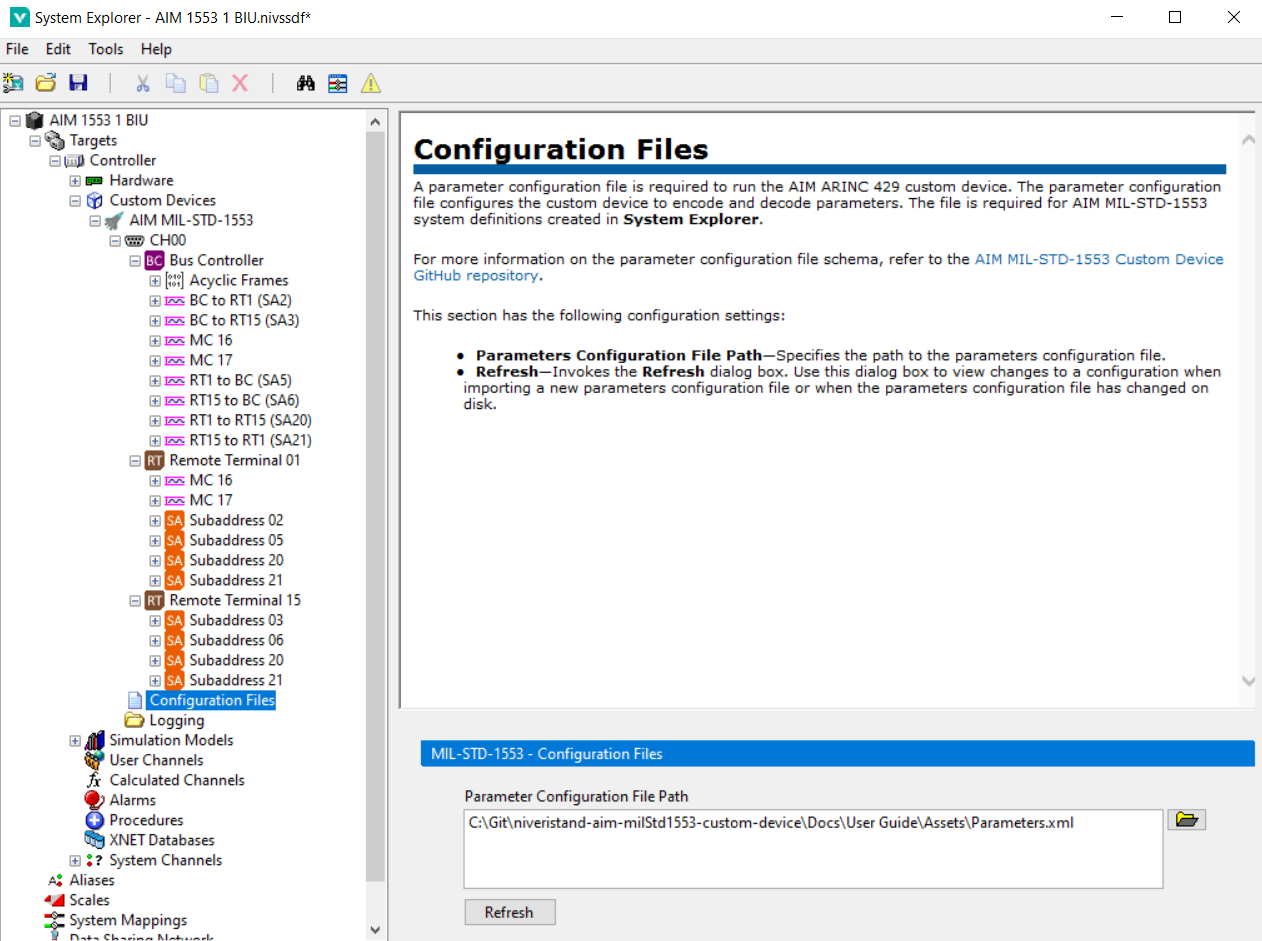 System Explorer - AIM 1553 1 BIU.nivssdf*
File Edit Tools Help
AIM 1553 1 BIU
Targets
Controller
Hardware
Custom Devices
AIM MIL-STD-1553
CH00
BC Bus Controller
Acyclic Frames
BC to RT1 (SA2)
BC to RT15 (SA3)
MC 16
MC 17
RT1 to BC (SA5)
RT15 to BC (SA6)
RT1 to RT15 (SA20)
RT15 to RT1 (SA21)
RT Remote Terminal 01
MC 16
MC 17
SA Subaddress 02
SA Subaddress 05
SA Subaddress 20
SA Subaddress 21
RT Remote Terminal 15
SA Subaddress 03
SA Subaddress 06
SA Subaddress 20
SA Subaddress 21
Configuration Files
Logging
Simulation Models
User Channels
fx Calculated Channels
Alarms
Procedures
XNET Databases
System Channels
Aliases
Scales
System Mappings
Data Sharing Network
Configuration Files
A parameter configuration file is required to run the AIM ARINC 429 custom device. The parameter configuration
file configures the custom device to encode and decode parameters. The file is required for AIM MIL-STD-1553
system definitions created in System Explorer.
For more information on the parameter configuration file schema, refer to the AIM MIL-STD-1553 Custom Device
GitHub repository.
This section has the following configuration settings:
• Parameters Configuration File Path—Specifies the path to the parameters configuration file.
• Refresh—Invokes the Refresh dialog box. Use this dialog box to view changes to a configuration when
importing a new parameters configuration file or when the parameters configuration file has changed on
disk.
MIL-STD-1553 - Configuration Files
Parameter Configuration File Path
C:\Git\niveristand-aim-milStd1553-custom-device\Docs\User Guide\Assets\Parameters.xml
Refresh